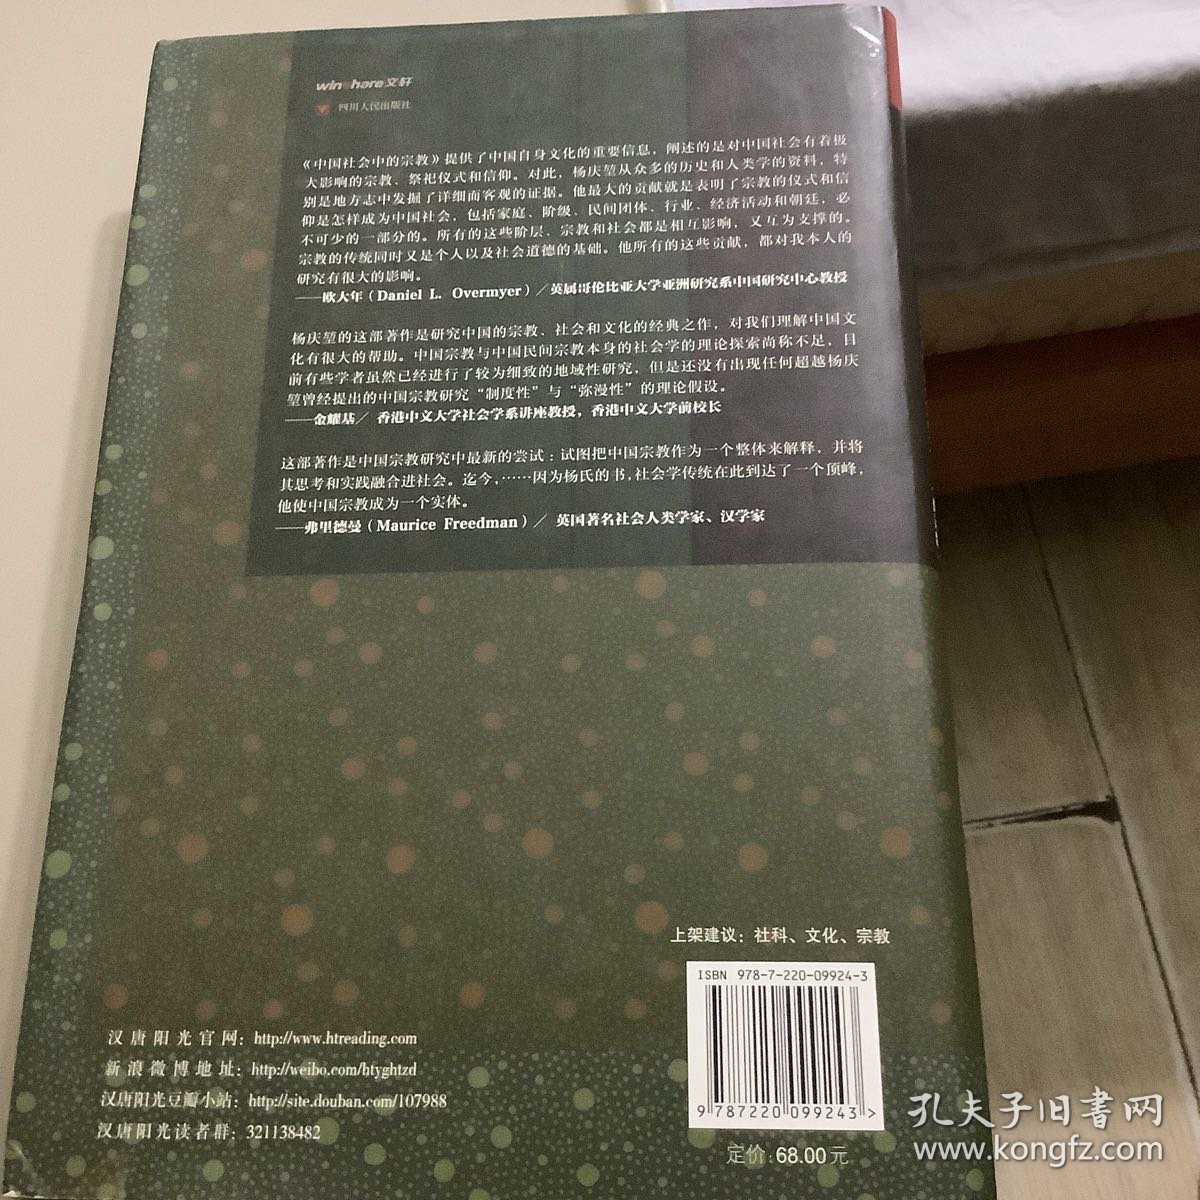 winshare文轩
四川人民出版社
《中国社会中的宗教》提供了中国自身文化的重要信息，阐述的是对中国社会有着极
大影响的宗教、祭祀仪式和信仰。对此，杨庆堃从众多的历史和人类学的资料，特
别是地方志中发掘了详细而客观的证据。他最大的贡献就是表明了宗教的仪式和信
仰是怎样成为中国社会，包括家庭、阶级、民间团体、行业、经济活动和朝廷，必
不可少的一部分的。所有的这些阶层、宗教和社会都是相互影响，又互为支撑的。
宗教的传统同时又是个人以及社会道德的基础。他所有的这些贡献，都对我本人的
研究有很大的影响。
——欧大年（Daniel L. Overmyer）／英属哥伦比亚大学亚洲研究系中国研究中心教授
杨庆堃的这部著作是研究中国的宗教、社会和文化的经典之作，对我们理解中国文
化有很大的帮助。中国宗教与中国民间宗教本身的社会学的理论探索尚称不足，目
前有些学者虽然已经进行了较为细致的地域性研究，但是还没有出现任何超越杨庆
堃曾经提出的中国宗教研究“制度性”与“弥漫性”的理论假设。
——金耀基／ 香港中文大学社会学系讲座教授，香港中文大学前校长
这部著作是中国宗教研究中最新的尝试：试图把中国宗教作为一个整体来解释，并将
其思考和实践融合进社会。迄今，……因为杨氏的书，社会学传统在此到达了一个顶峰，
他使中国宗教成为一个实体。
——弗里德曼（Maurice Freedman）／ 英国著名社会人类学家、汉学家
上架建议：社科、文化、宗教
ISBN 978-7-220-09924-3
9 787220 099243 >
定价：68.00元
汉唐阳光官网：http://www.htreading.com
新浪微博地址：http://weibo.com/htyghtzd
汉唐阳光豆瓣小站：http://site.douban.com/107988
汉唐阳光读者群：321138482
孔夫子旧書网
www.kongfz.com